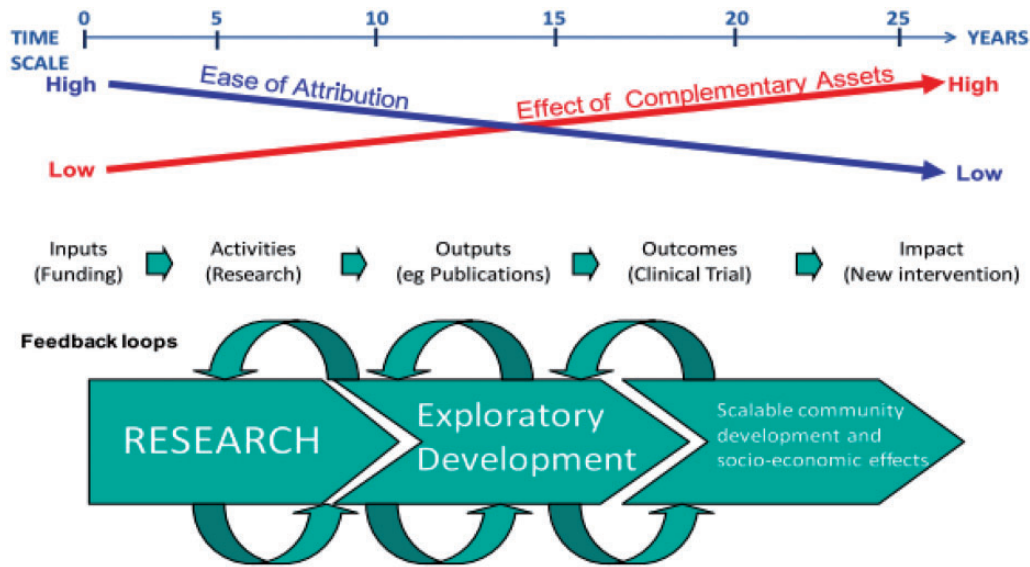 0 5 10 15 20 25
TIME YEARS
SCALE
High Ease of Attribution Effect of Complementary Assets High
Low Low
Inputs Activities Outputs Outcomes Impact
(Funding) (Research) (eg Publications) (Clinical Trial) (New intervention)
Feedback loops
RESEARCH
Exploratory
Development
Scalable community
development and
socio-economic effects